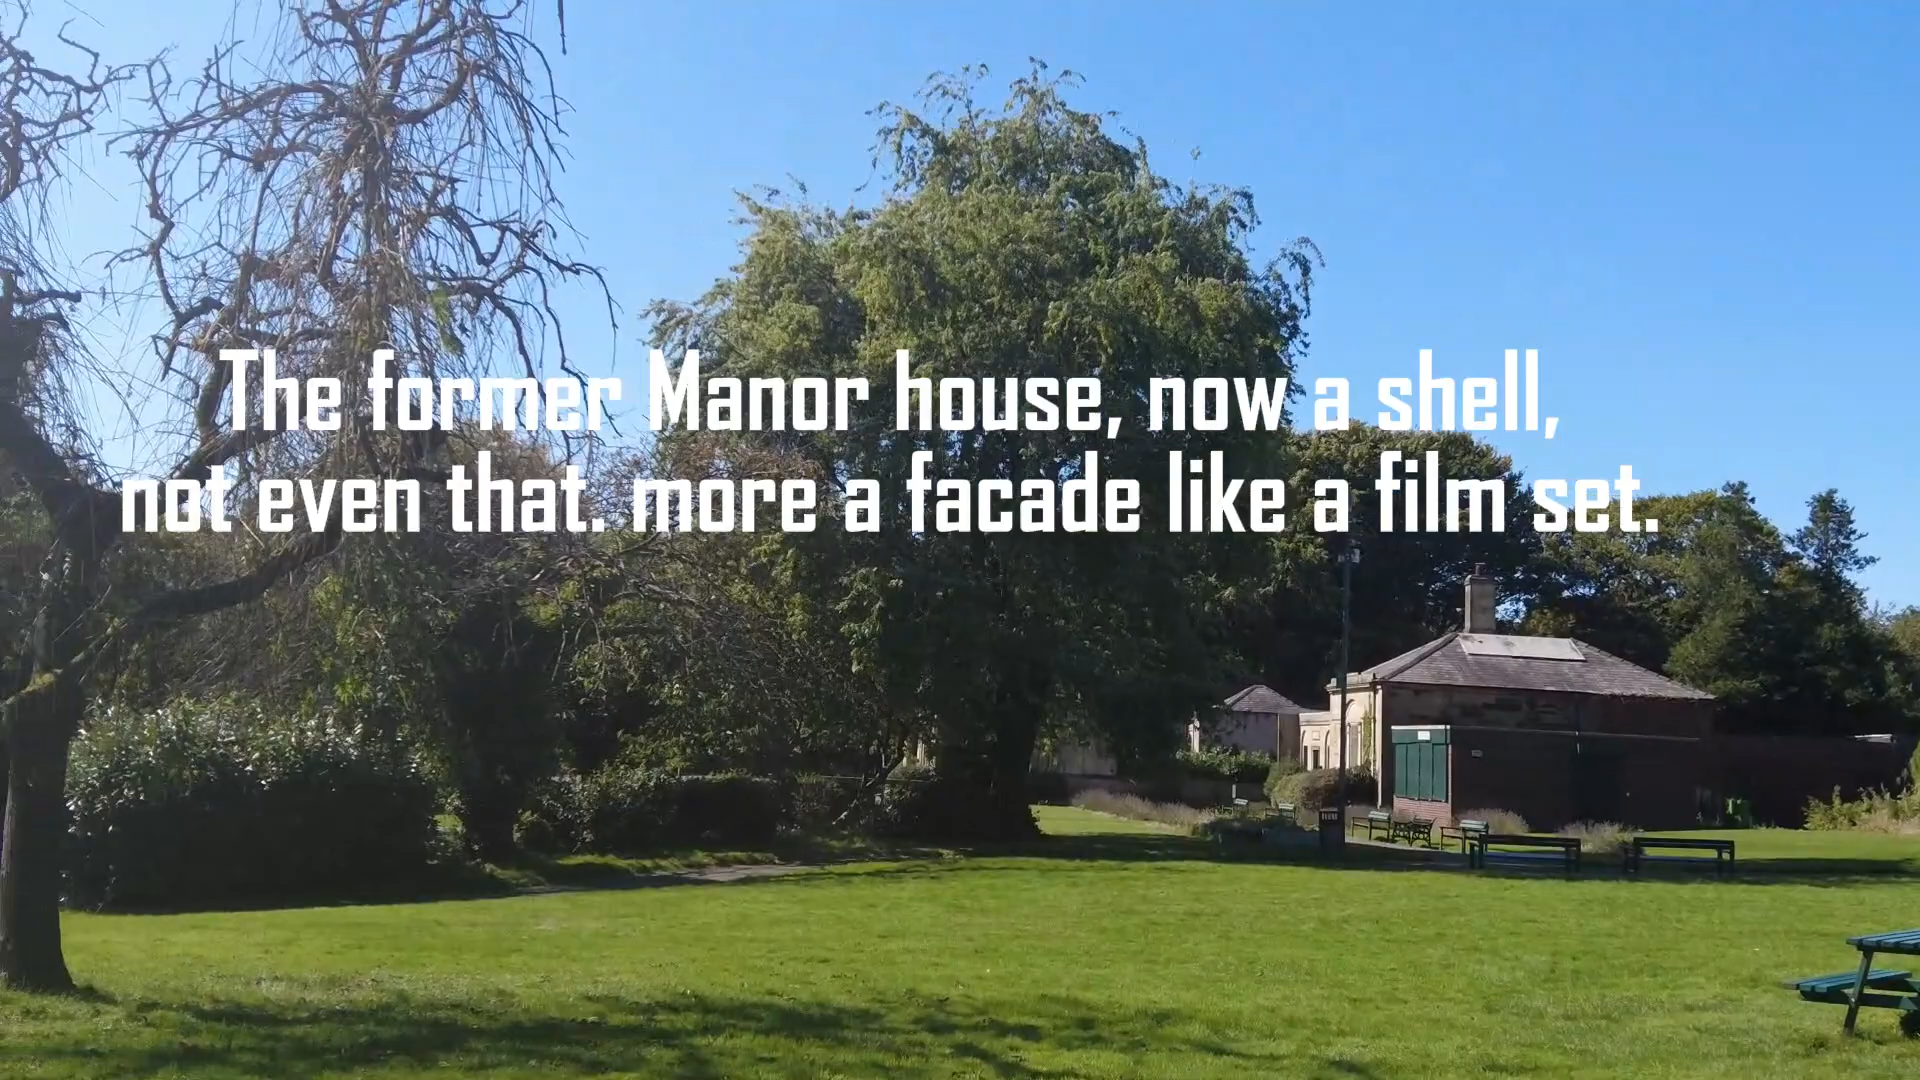 The former Manor house, now a shell,
not even that. more a facade like a film set.